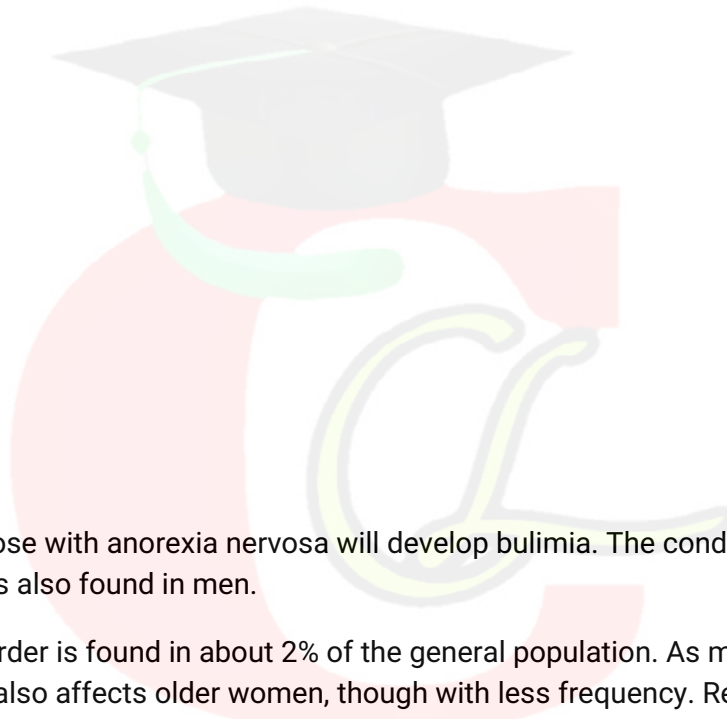 ose with anorexia nervosa will develop bulimia. The cond
s also found in men.
rder is found in about 2% of the general population. As m
also affects older women, though with less frequency. Re